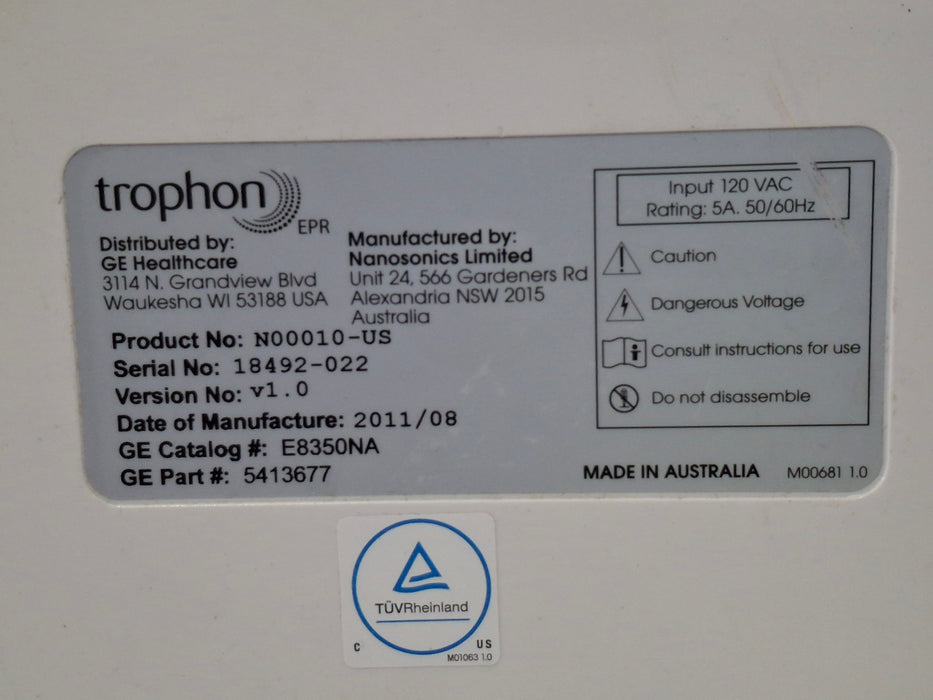 trophon
EPR
Distributed by:
GE Healthcare
3114 N. Grandview Blvd
Waukesha WI 53188 USA
Manufactured by:
Nanosonics Limited
Unit 24, 566 Gardeners Rd
Alexandria NSW 2015
Australia
Product No: N00010-US
Serial No: 18492-022
Version No: v1.0
Date of Manufacture: 2011/08
GE Catalog #: E8350NA
GE Part #: 5413677
Input 120 VAC
Rating: 5A. 50/60Hz
Caution
Dangerous Voltage
Consult instructions for use
Do not disassemble
MADE IN AUSTRALIA M00681 1.0
TÜVRheinland
C US
M01063 1.0